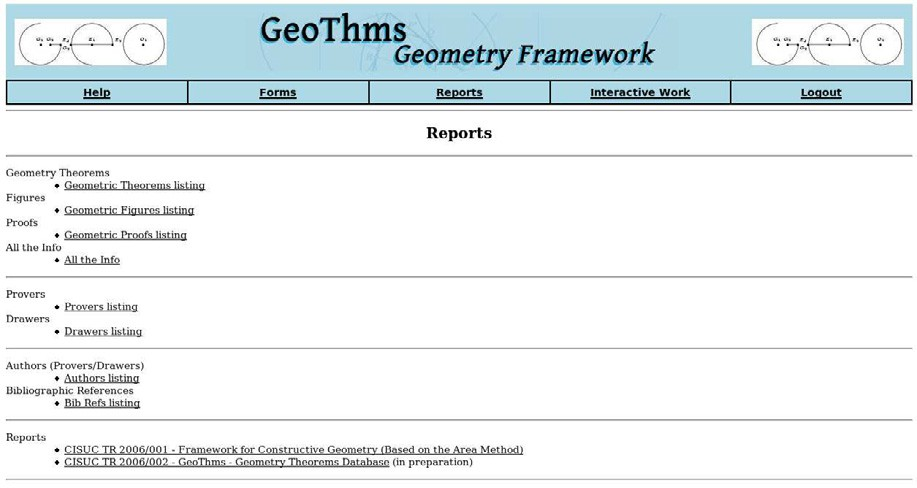 GeoThms
Geometry Framework
Help Forms Reports Interactive Work Logout
Reports
Geometry Theorems
Geometric Theorems listing
Figures
Geometric Figures listing
Proofs
Geometric Proofs listing
All the Info
All the Info
Provers
Provers listing
Drawers
Drawers listing
Authors (Provers/Drawers)
Authors listing
Bibliographic References
Bib Refs listing
Reports
CISUC TR 2006/001 - Framework for Constructive Geometry (Based on the Area Method)
CISUC TR 2006/002 - GeoThms - Geometry Theorems Database (in preparation)